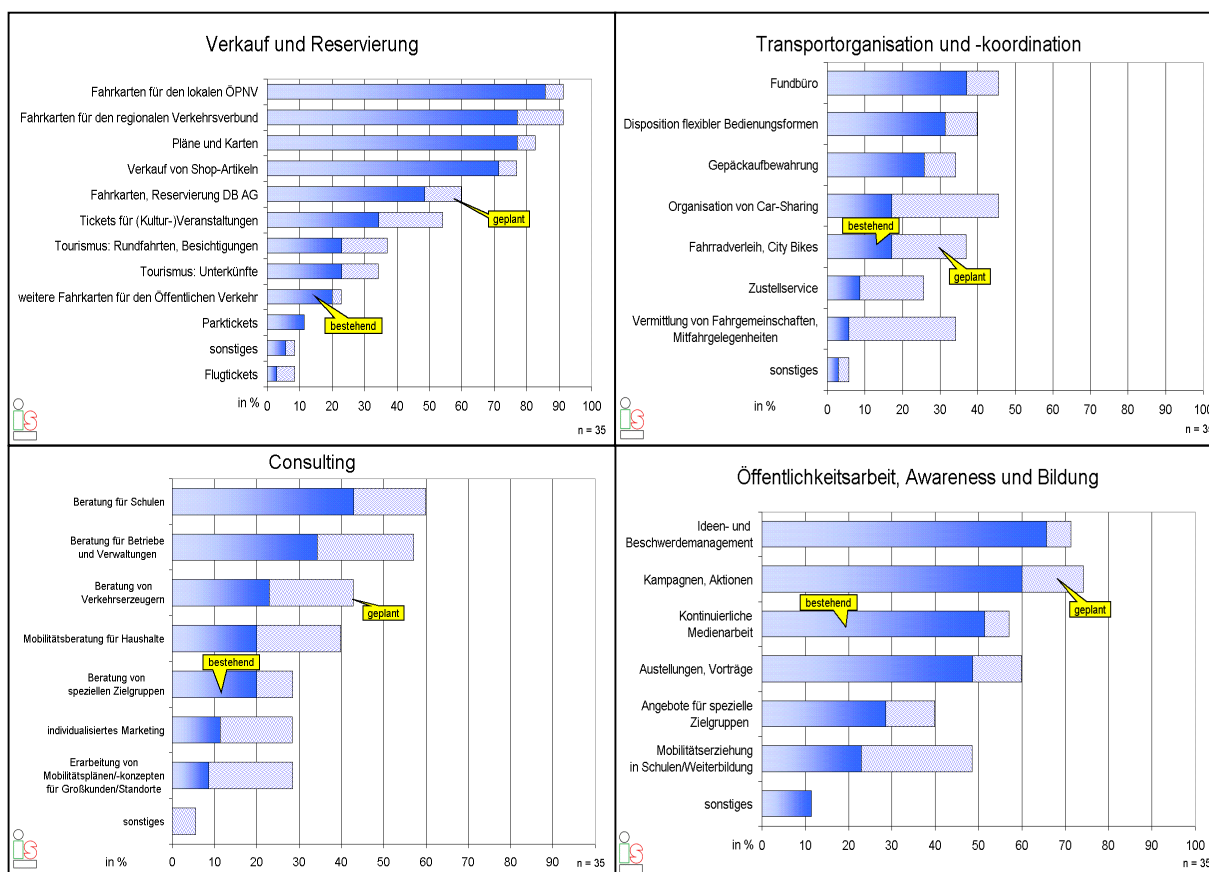 Verkauf und Reservierung
Fahrkarten für den lokalen ÖPNV
Fahrkarten für den regionalen Verkehrsverbund
Pläne und Karten
Verkauf von Shop-Artikeln
Fahrkarten, Reservierung DB AG
geplant
Tickets für (Kultur-)Veranstaltungen
Tourismus: Rundfahrten, Besichtigungen
Tourismus: Unterkünfte
weitere Fahrkarten für den Öffentlichen Verkehr
bestehend
Parktickets
sonstiges
Flugtickets
in % 0 10 20 30 40 50 60 70 80 90 100
n = 35
ils
Transportorganisation und -koordination
Fundbüro
Disposition flexibler Bedienungsformen
Gepäckaufbewahrung
Organisation von Car-Sharing
bestehend
Fahrradverleih, City Bikes
geplant
Zustellservice
Vermittlung von Fahrgemeinschaften,
Mitfahrgelegenheiten
sonstiges
in % 0 10 20 30 40 50 60 70 80 90 100
n = 35
ils
Consulting
Beratung für Schulen
Beratung für Betriebe
und Verwaltungen
Beratung von
Verkehrserzeugern
geplant
Mobilitätsberatung für Haushalte
bestehend
Beratung von
speziellen Zielgruppen
individualisiertes Marketing
Erarbeitung von
Mobilitätsplänen/-konzepten
für Großkunden/Standorte
sonstiges
in % 0 10 20 30 40 50 60 70 80 90 100
n = 35
ils
Öffentlichkeitsarbeit, Awareness und Bildung
Ideen- und
Beschwerdemanagement
Kampagnen, Aktionen
geplant
bestehend
Kontinuierliche
Medienarbeit
Austellungen, Vorträge
Angebote für spezielle
Zielgruppen
Mobilitätserziehung
in Schulen/Weiterbildung
sonstiges
in % 0 10 20 30 40 50 60 70 80 90 100
n = 35
ils